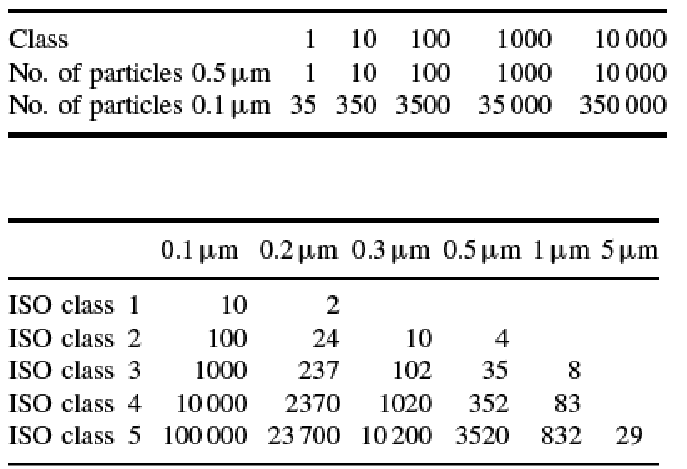 Class 1 10 100 1000 10 000
No. of particles 0.5 μm 1 10 100 1000 10 000
No. of particles 0.1 μm 35 350 3500 35 000 350 000
0.1 μm 0.2 μm 0.3 μm 0.5 μm 1 μm 5 μm
ISO class 1 10 2
ISO class 2 100 24 10 4
ISO class 3 1000 237 102 35 8
ISO class 4 10 000 2370 1020 352 83
ISO class 5 100 000 23 700 10 200 3520 832 29